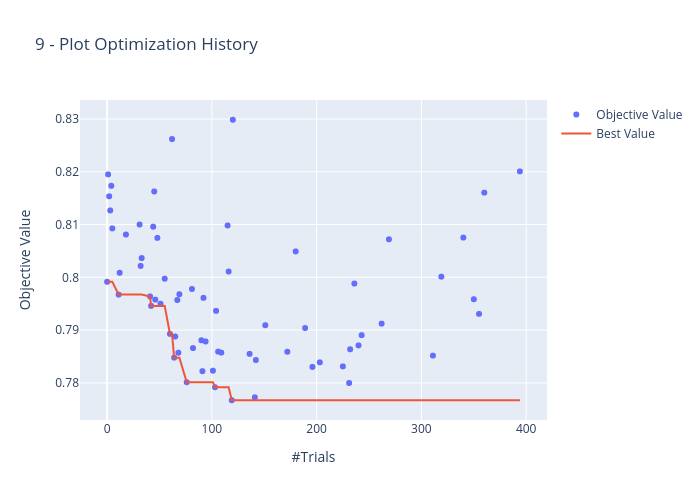 9 - Plot Optimization History
Objective Value
Best Value
0.83
0.82
0.81
0.8
0.79
0.78
Objective Value
0
100
200
300
400
#Trials